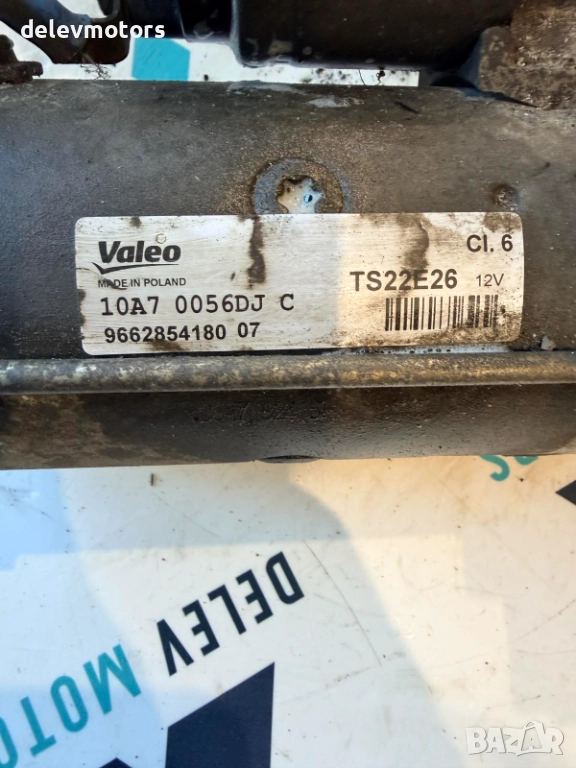 delevmotors
Valeo
MADE IN POLAND
10A7 0056DJ C
9662854180 07
Cl. 6
TS22E26 12V
DELEV MOTO
BAZAR